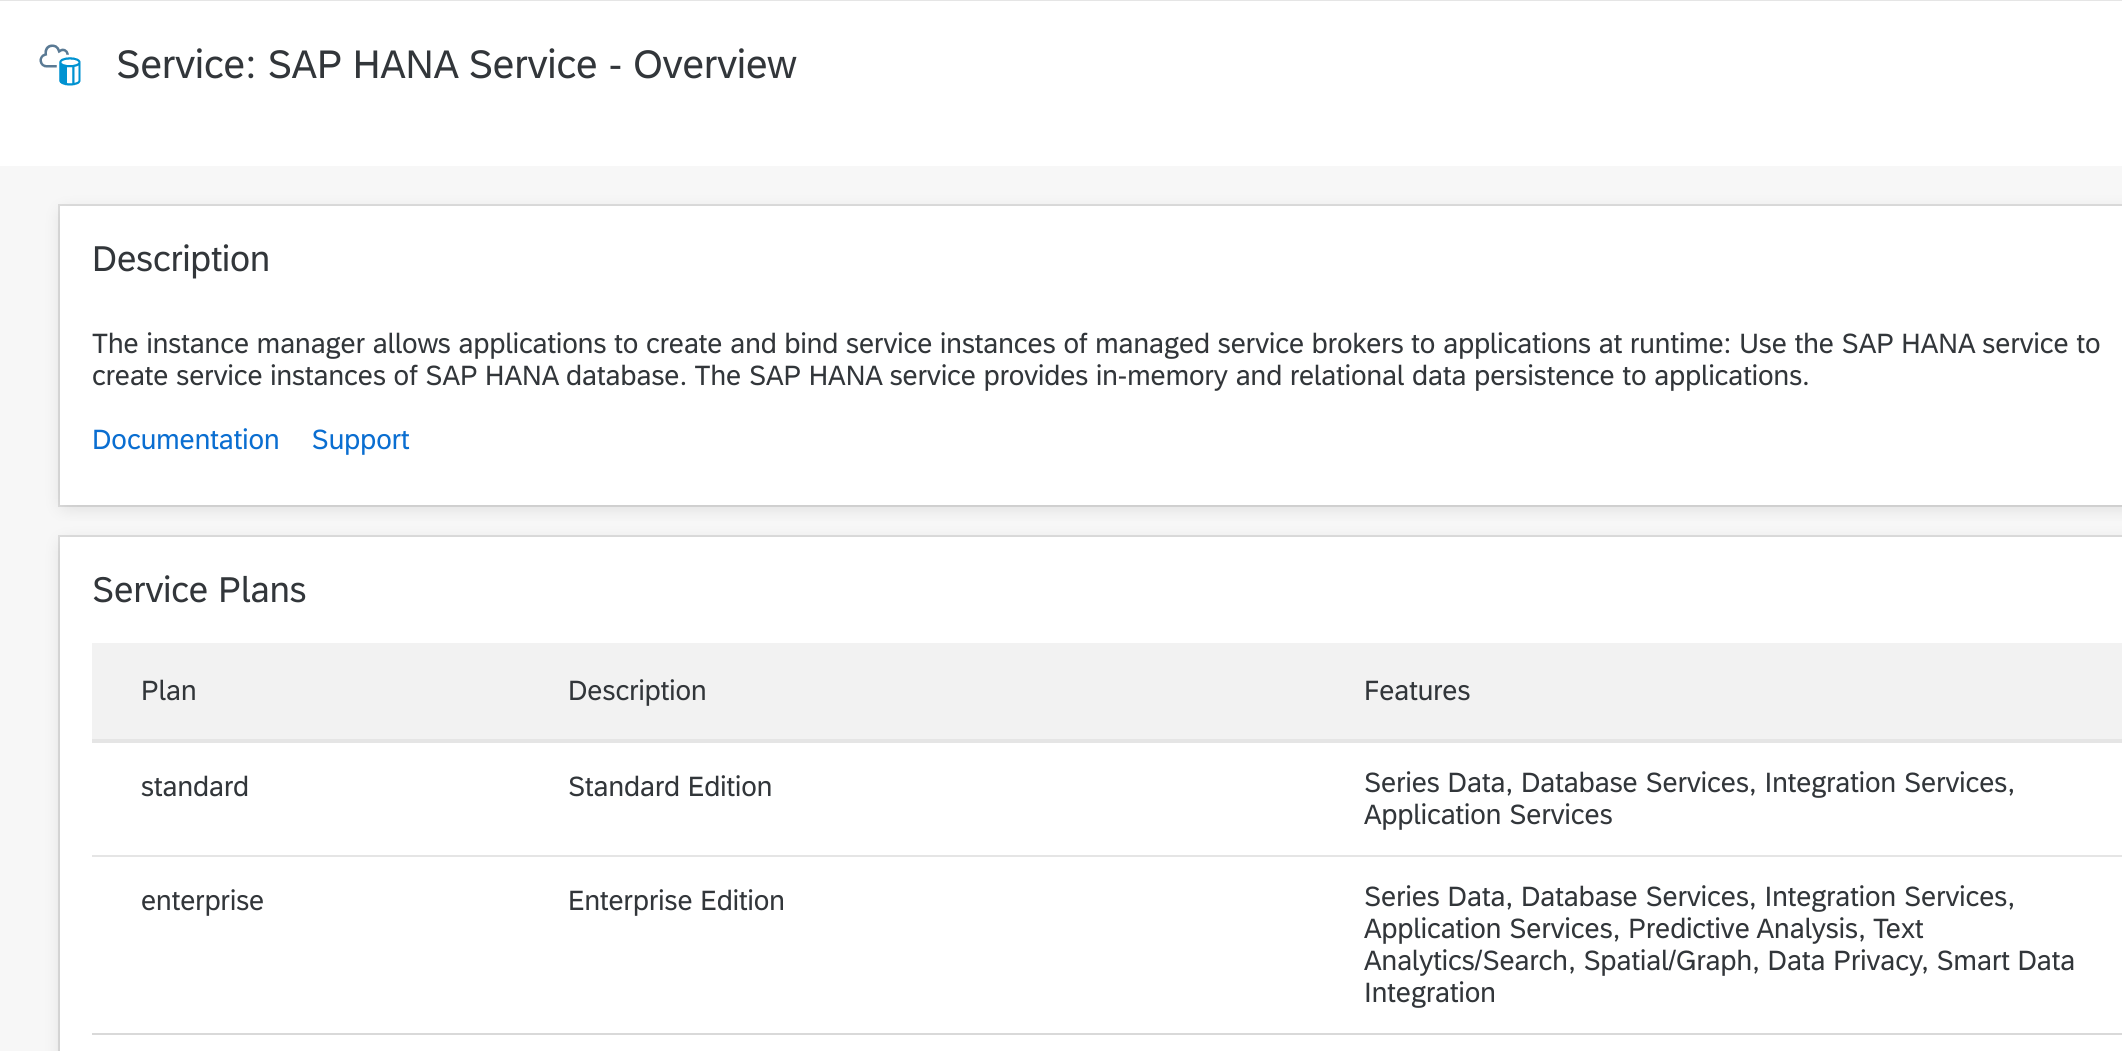 Service: SAP HANA Service - Overview
Description
The instance manager allows applications to create and bind service instances of managed service brokers to applications at runtime: Use the SAP HANA service to
create service instances of SAP HANA database. The SAP HANA service provides in-memory and relational data persistence to applications.
Documentation Support
Service Plans
Plan Description Features
standard Standard Edition Series Data, Database Services, Integration Services,
Application Services
enterprise Enterprise Edition Series Data, Database Services, Integration Services,
Application Services, Predictive Analysis, Text
Analytics/Search, Spatial/Graph, Data Privacy, Smart Data
Integration